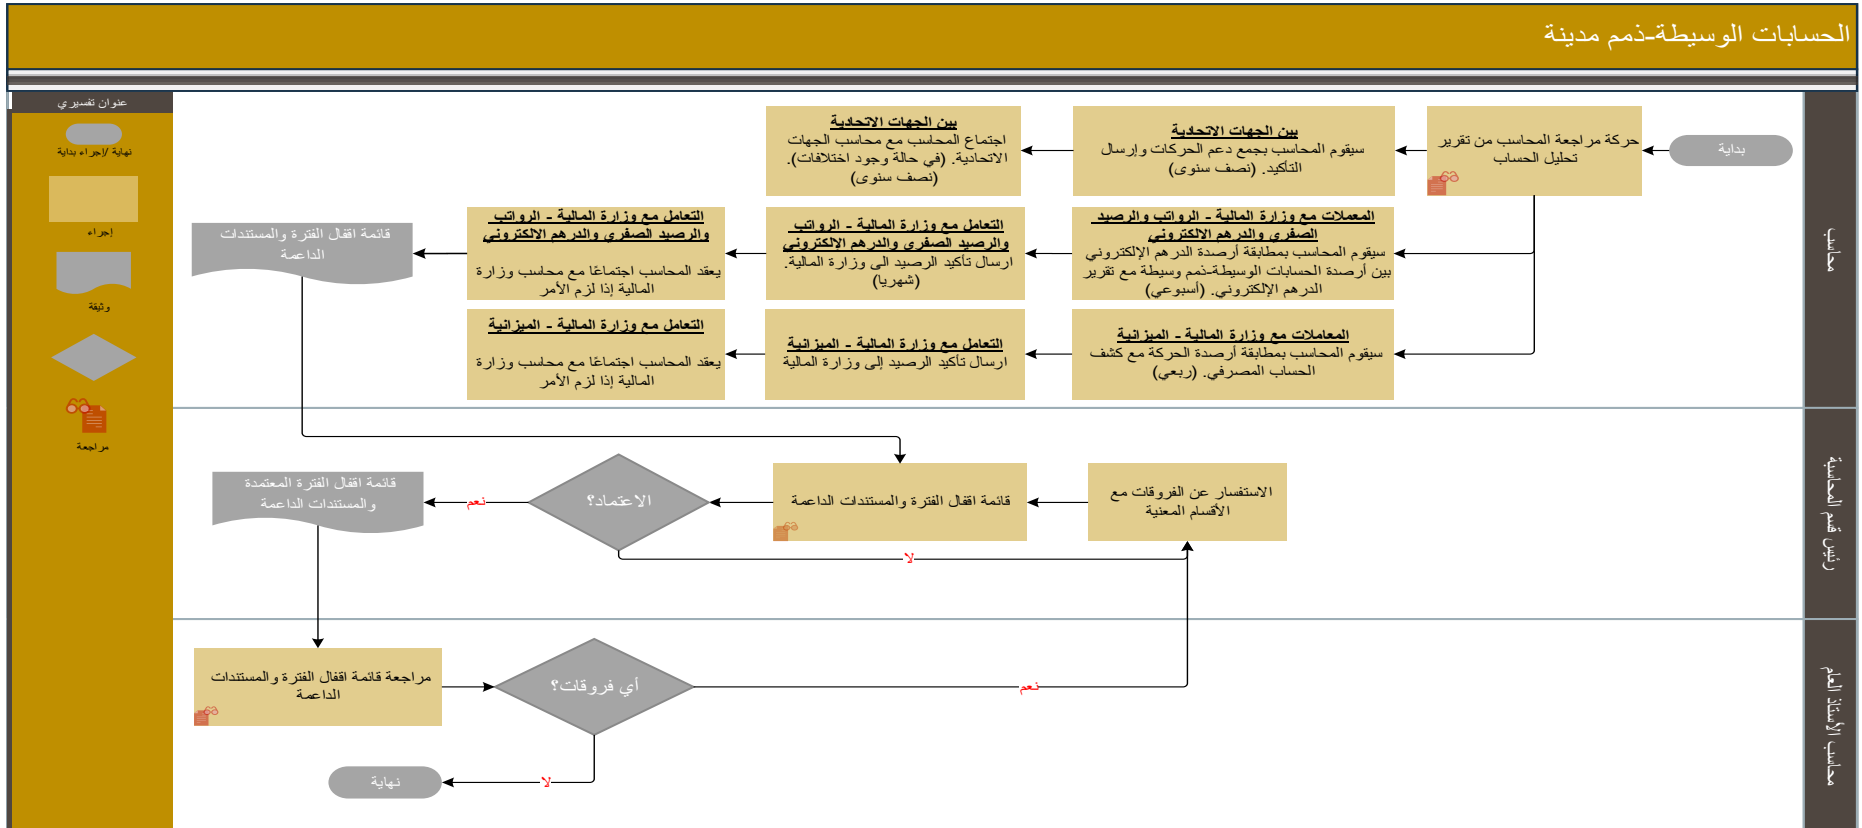 الحسابات الوسيطة-ذمم مدينة
عنوان تفسيري
نهاية /إجراء بداية
إجراء
وثيقة
مراجعة
محاسب
بداية
حركة مراجعة المحاسب من تقرير
تحليل الحساب
بين الجهات الاتحادية
سيقوم المحاسب بجمع دعم الحركات وإرسال
التأكيد. (نصف سنوى)
بين الجهات الاتحادية
اجتماع المحاسب مع محاسب الجهات
الاتحادية. (في حالة وجود اختلافات).
(نصف سنوى)
المعملات مع وزارة المالية - الرواتب والرصيد
الصفري والدرهم الالكتروني
سيقوم المحاسب بمطابقة أرصدة الدرهم الإلكتروني
بين أرصدة الحسابات الوسيطة-ذمم وسيطة مع تقرير
الدرهم الإلكتروني. (أسبوعي)
التعامل مع وزارة المالية - الرواتب
والرصيد الصفري والدرهم الالكتروني
ارسال تأكيد الرصيد الى وزارة المالية.
(شهريا)
التعامل مع وزارة المالية - الرواتب
والرصيد الصفري والدرهم الالكتروني
يعقد المحاسب اجتماعًا مع محاسب وزارة
المالية إذا لزم الأمر
قائمة اقفال الفترة والمستندات
الداعمة
المعاملات مع وزارة المالية - الميزانية
سيقوم المحاسب بمطابقة أرصدة الحركة مع كشف
الحساب المصرفي. (ربعي)
التعامل مع وزارة المالية - الميزانية
ارسال تأكيد الرصيد إلى وزارة المالية
التعامل مع وزارة المالية - الميزانية
يعقد المحاسب اجتماعًا مع محاسب وزارة
المالية إذا لزم الأمر
رئيس قسم المحاسبة
الاستفسار عن الفروقات مع
الأقسام المعنية
قائمة اقفال الفترة والمستندات الداعمة
الاعتماد؟
نعم
قائمة اقفال الفترة المعتمدة
والمستندات الداعمة
لا
محاسب الأستاذ العام
مراجعة قائمة اقفال الفترة والمستندات
الداعمة
أي فروقات؟
نعم
لا
نهاية